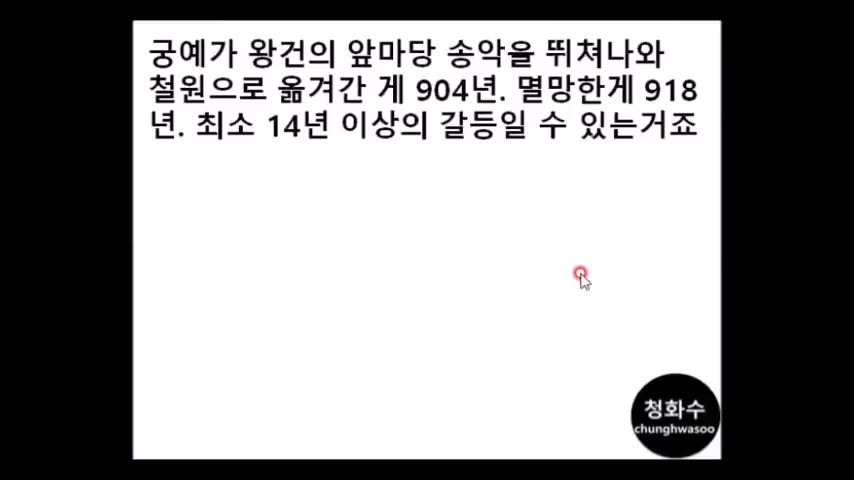 궁예가 왕건의 앞마당 송악을 뛰쳐나와
철원으로 옮겨간 게 904년. 멸망한게 918
년. 최소 14년 이상의 갈등일 수 있는거죠
청화수
chunghwasoo